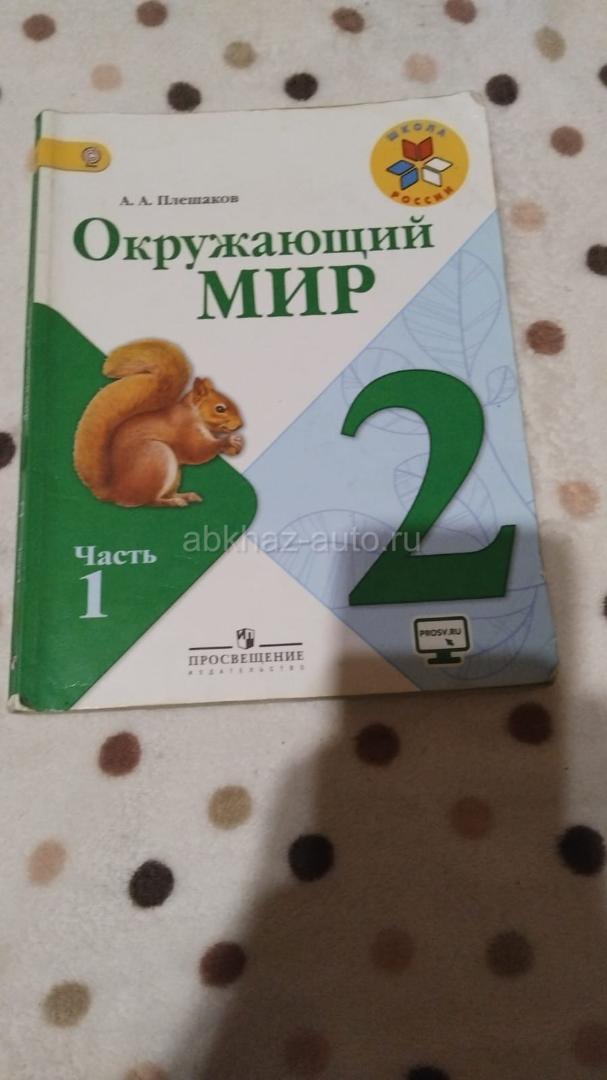 ШКОЛА
РОССИИ
А. А. Плешаков
Окружающий
МИР
2
Часть
1
abkhaz-auto.ru
PROSV.RU
ПРОСВЕЩЕНИЕ
ИЗДАТЕЛЬСТВО